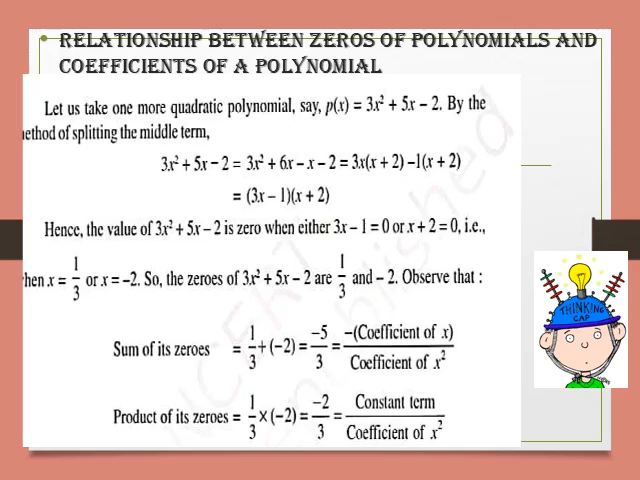 • RELATIONSHIP BETWEEN ZEROS OF POLYNOMIALS AND
COEFFICIENTS OF A POLYNOMIAL
Let us take one more quadratic polynomial, say, p(x) = 3x² + 5x – 2. By the
ethod of splitting the middle term,
3x² + 5x – 2 = 3x² + 6x – x – 2 = 3x(x + 2) –1(x + 2)
= (3x – 1)(x + 2)
Hence, the value of 3x² + 5x – 2 is zero when either 3x – 1 = 0 or x + 2 = 0, i.e.,
hen x = 1/3 or x = –2. So, the zeroes of 3x² + 5x – 2 are 1/3 and – 2. Observe that :
Sum of its zeroes = 1/3 + (–2) = –5/3 = –(Coefficient of x)/Coefficient of x²
Product of its zeroes = 1/3 × (–2) = –2/3 = Constant term/Coefficient of x²
THINKING
CAP